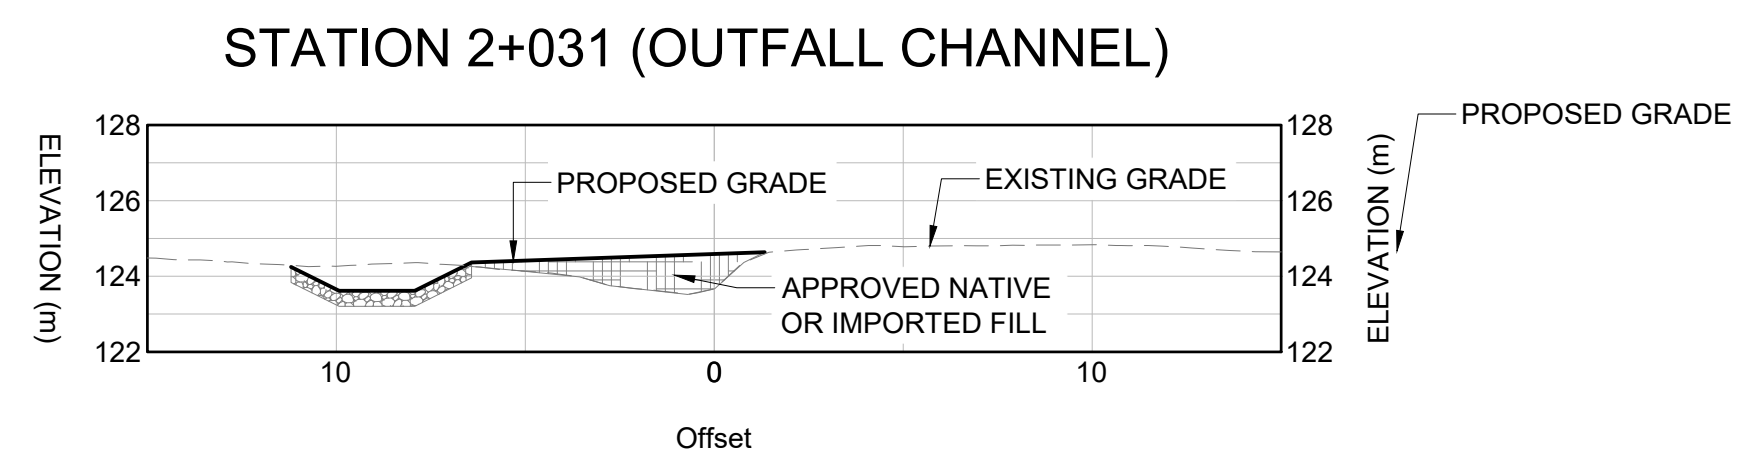 STATION 2+031 (OUTFALL CHANNEL)
ELEVATION (m)
128
126
124
122
PROPOSED GRADE
EXISTING GRADE
APPROVED NATIVE
OR IMPORTED FILL
128
126
124
122
ELEVATION (m)
PROPOSED GRADE
10
0
10
Offset